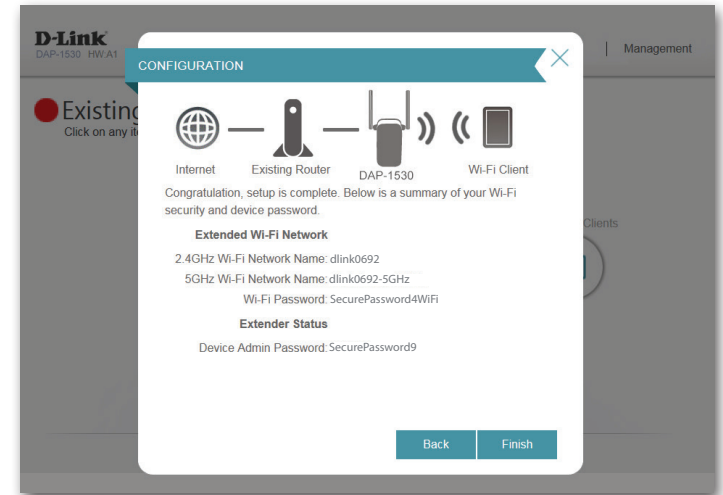 D-Link
DAP-1530 HW:A1
Management
CONFIGURATION
Existing
Click on any
Internet
Existing Router
DAP-1530
Wi-Fi Client
Congratulation, setup is complete. Below is a summary of your Wi-Fi
security and device password.
Clients
Extended Wi-Fi Network
2.4GHz Wi-Fi Network Name: dlink0692
5GHz Wi-Fi Network Name: dlink0692-5GHz
Wi-Fi Password: SecurePassword4WiFi
Extender Status
Device Admin Password: SecurePassword9
Back
Finish